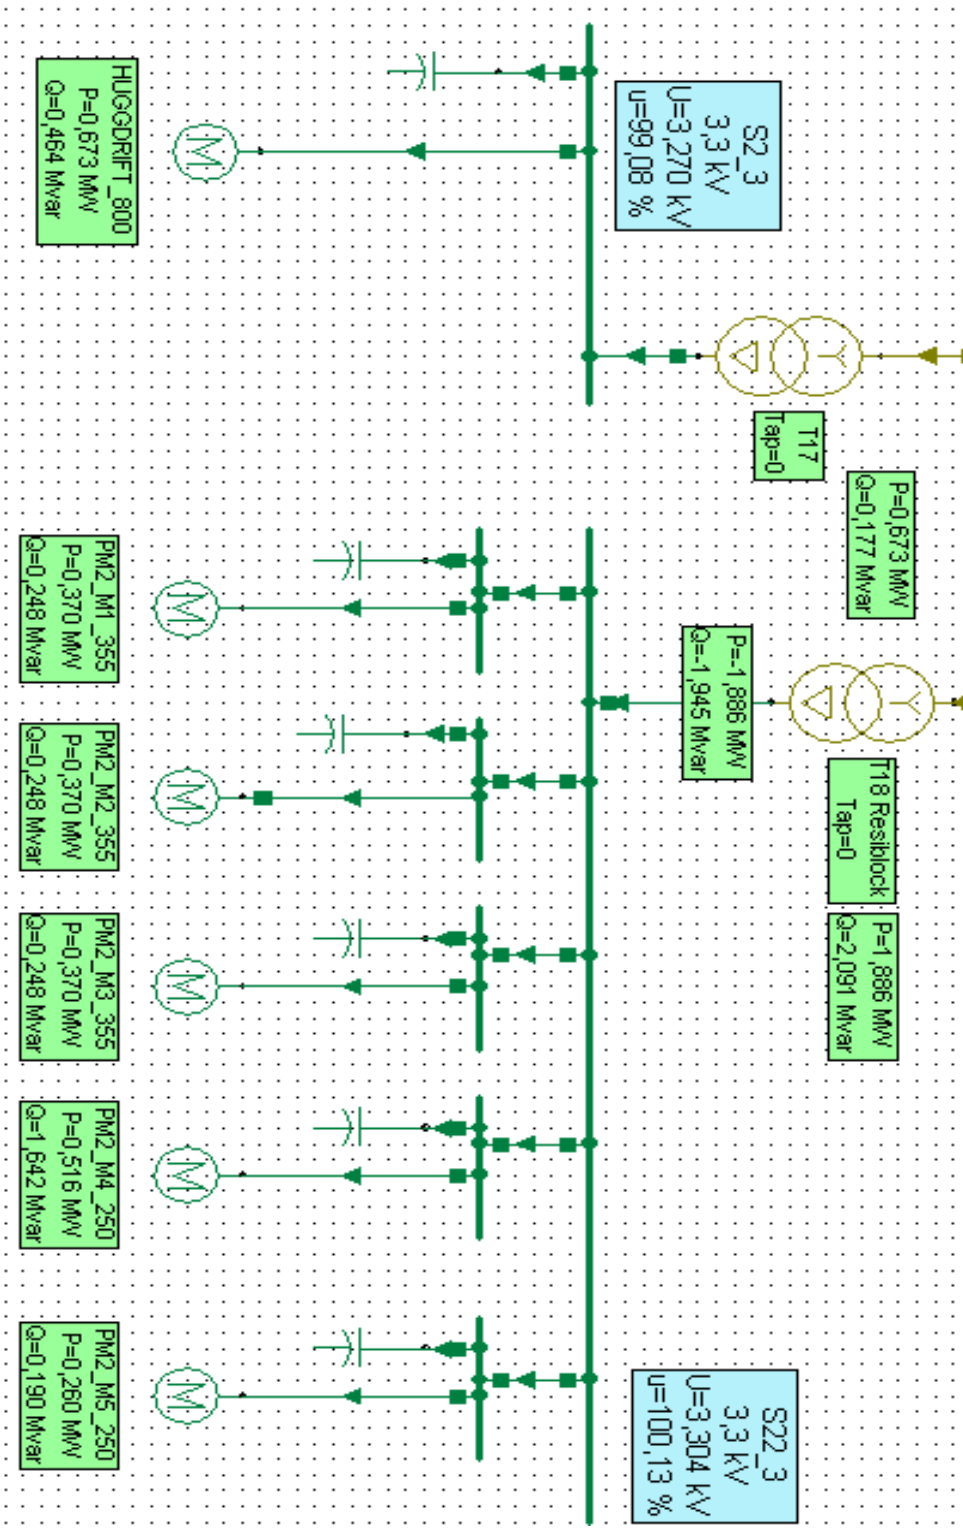 S2_3
3,3 kV
U=3,270 kV
u=99,08 %
HUGGDRIFT_800
P=0,673 MW
Q=0,464 Mvar
M
T17
Tap=0
P=0,673 MW
Q=0,177 Mvar
P=-1,886 MW
Q=-1,945 Mvar
T18 Resiblock
Tap=0
P=1,886 MW
Q=2,091 Mvar
S22_3
3,3 kV
U=3,304 kV
u=100,13 %
M
M
M
M
M
PM2_M1_355
P=0,370 MW
Q=0,248 Mvar
PM2_M2_355
P=0,370 MW
Q=0,248 Mvar
PM2_M3_355
P=0,370 MW
Q=0,248 Mvar
PM2_M4_250
P=0,516 MW
Q=1,642 Mvar
PM2_M5_250
P=0,260 MW
Q=0,190 Mvar